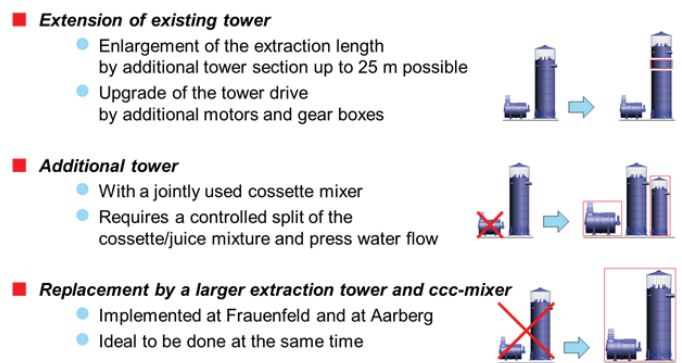 Extension of existing tower
Enlargement of the extraction length
by additional tower section up to 25 m possible
Upgrade of the tower drive
by additional motors and gear boxes
Additional tower
With a jointly used cossette mixer
Requires a controlled split of the
cossette/juice mixture and press water flow
Replacement by a larger extraction tower and ccc-mixer
Implemented at Frauenfeld and at Aarberg
Ideal to be done at the same time